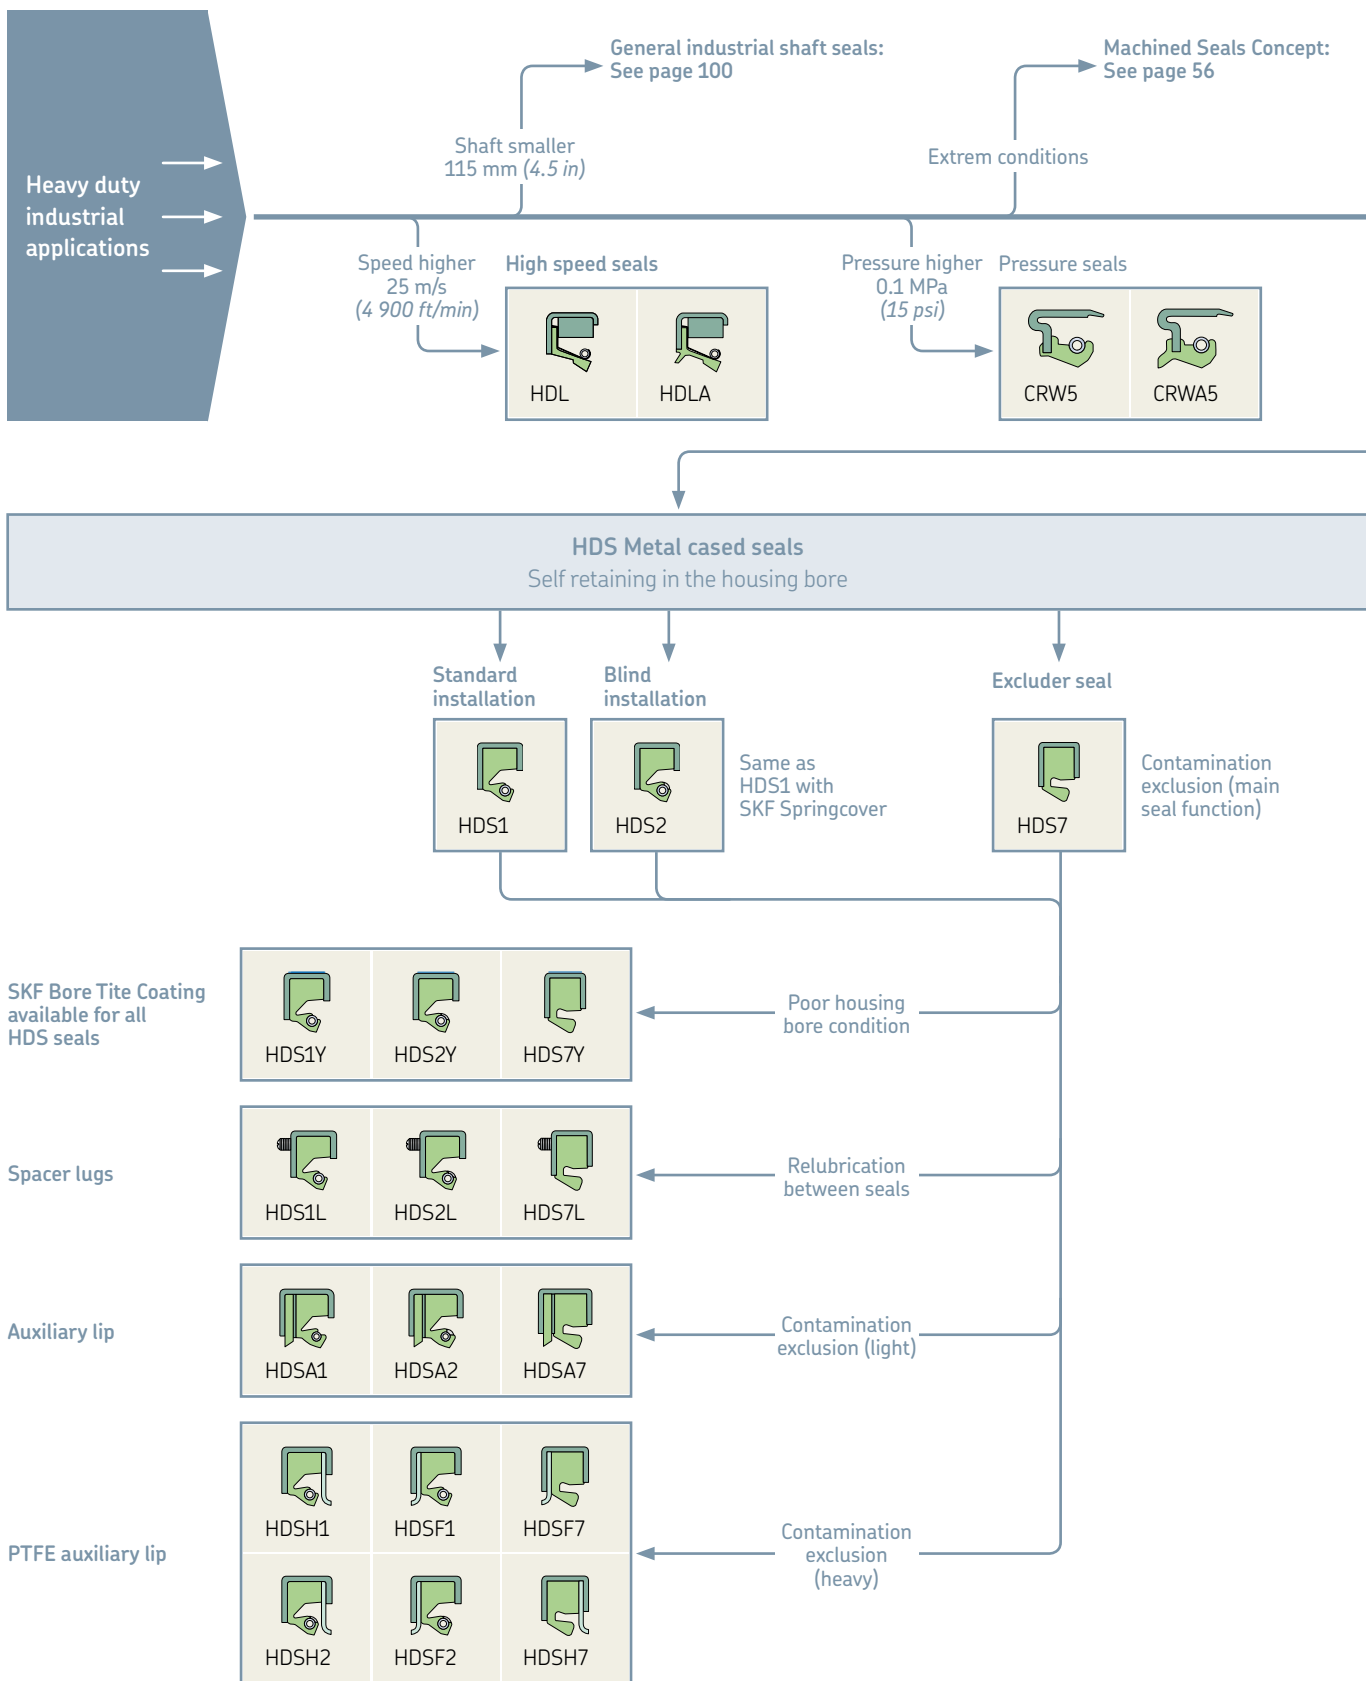 Heavy duty
industrial
applications
General industrial shaft seals:
See page 100
Machined Seals Concept:
See page 56
Shaft smaller
115 mm (4.5 in)
Extrem conditions
Speed higher
25 m/s
(4 900 ft/min)
High speed seals
HDL
HDLA
Pressure higher
0.1 MPa
(15 psi)
Pressure seals
CRW5
CRWA5
HDS Metal cased seals
Self retaining in the housing bore
Standard
installation
HDS1
Blind
installation
HDS2
Same as
HDS1 with
SKF Springcover
Excluder seal
HDS7
Contamination
exclusion (main
seal function)
SKF Bore Tite Coating
available for all
HDS seals
HDS1Y
HDS2Y
HDS7Y
Poor housing
bore condition
Spacer lugs
HDS1L
HDS2L
HDS7L
Relubrication
between seals
Auxiliary lip
HDSA1
HDSA2
HDSA7
Contamination
exclusion (light)
PTFE auxiliary lip
HDSH1
HDSF1
HDSF7
HDSH2
HDSF2
HDSH7
Contamination
exclusion
(heavy)